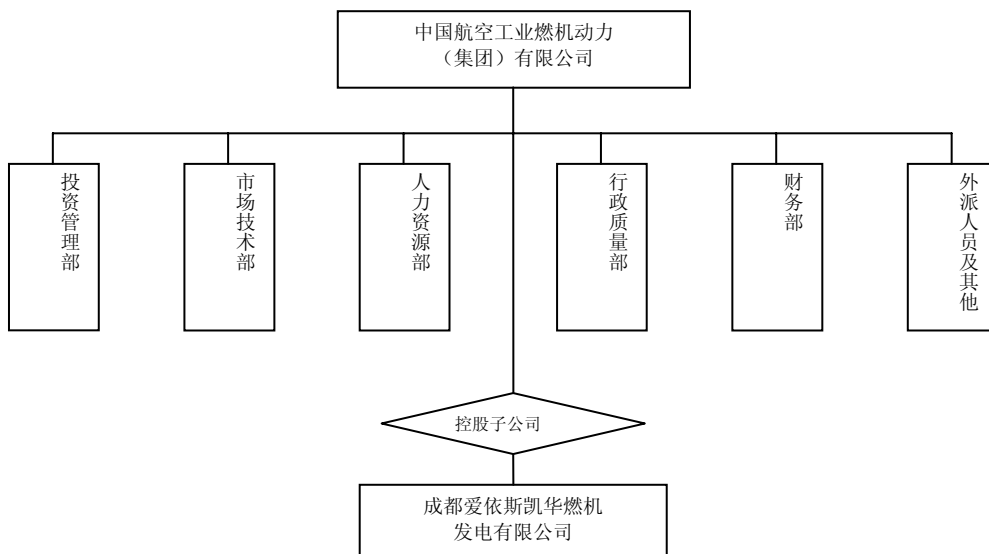 中国航空工业燃机动力
（集团）有限公司
投资管理部
市场技术部
人力资源部
行政质量部
财务部
外派人员及其他
控股子公司
成都爱依斯凯华燃机
发电有限公司